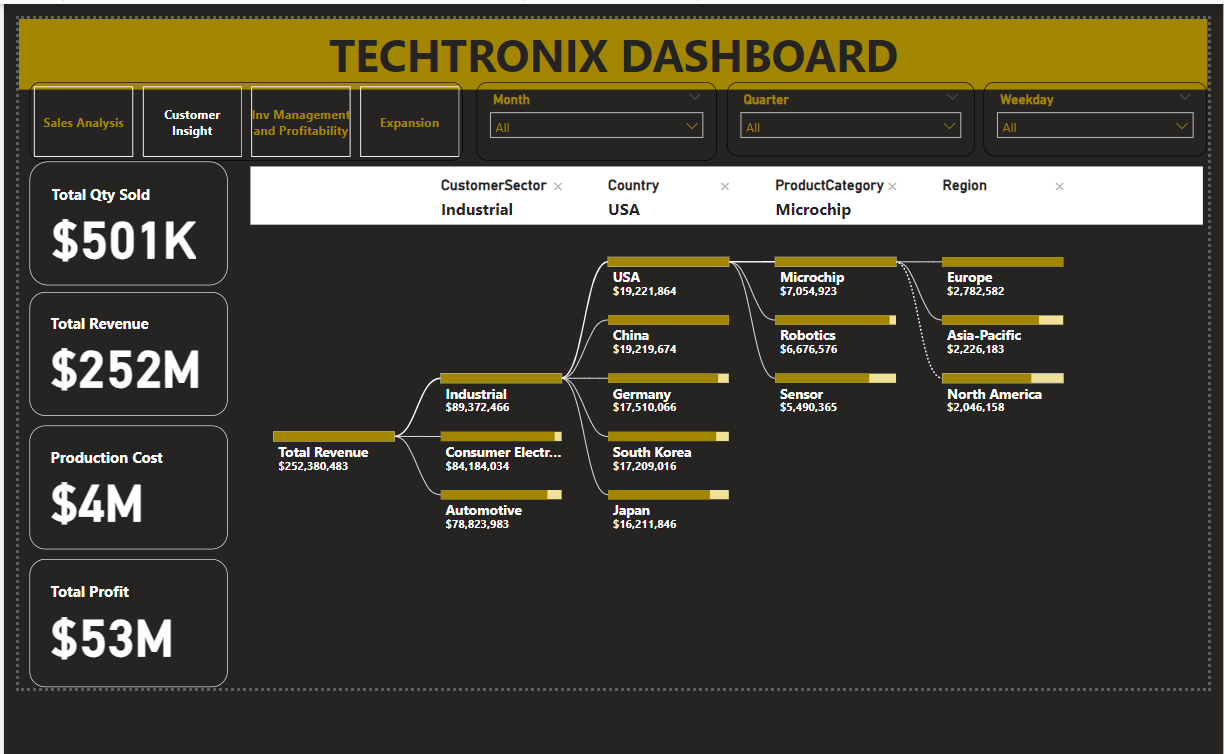 TECHTRONIX DASHBOARD
Sales Analysis
Customer
Insight
Inv Management
and Profitability
Expansion
Month
All
Quarter
All
Weekday
All
Total Qty Sold
$501K
Total Revenue
$252M
Production Cost
$4M
Total Profit
$53M
CustomerSector
Industrial
Country
USA
ProductCategory
Microchip
Region
Total Revenue
$252,380,483
Industrial
$89,372,466
Consumer Electr...
$84,184,034
Automotive
$78,823,983
USA
$19,221,864
China
$19,219,674
Germany
$17,510,066
South Korea
$17,209,016
Japan
$16,211,846
Microchip
$7,054,923
Robotics
$6,676,576
Sensor
$5,490,365
Europe
$2,782,582
Asia-Pacific
$2,226,183
North America
$2,046,158